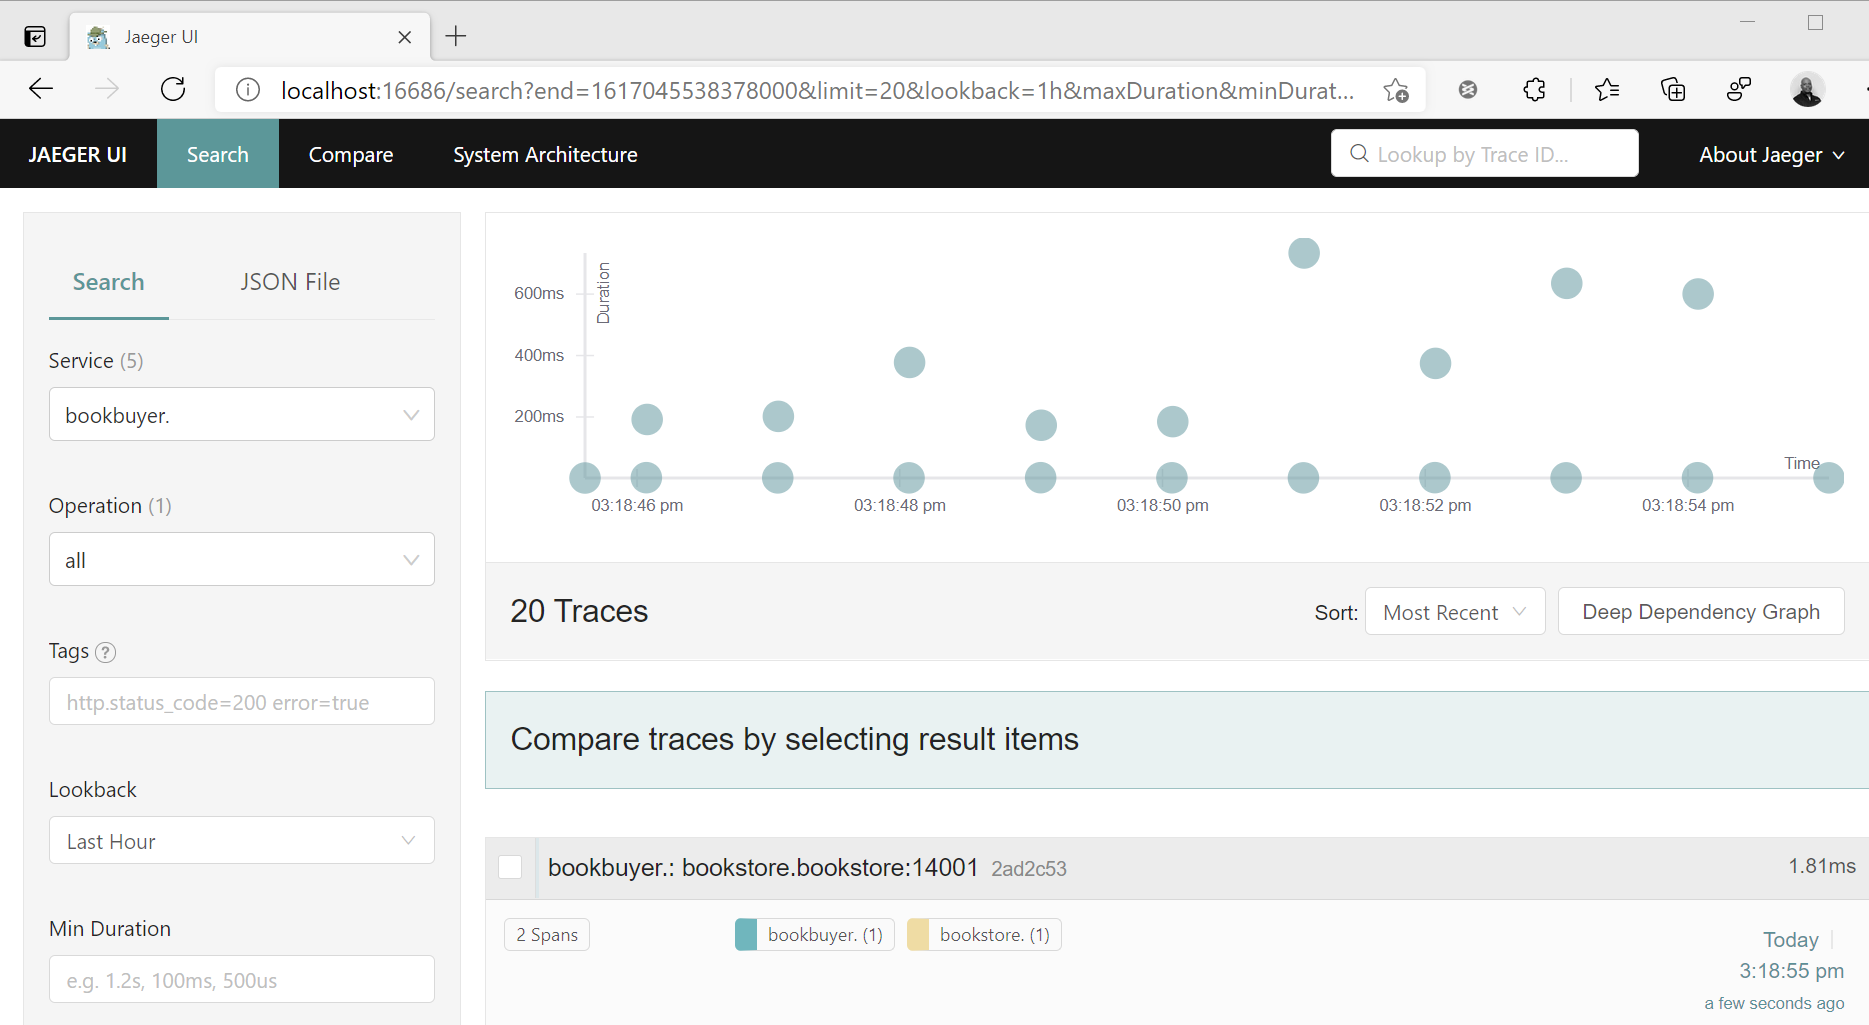 Jaeger UI
localhost:16686/search?end=1617045538378000&limit=20&lookback=1h&maxDuration&minDurat...
JAEGER UI Search Compare System Architecture Lookup by Trace ID... About Jaeger
Search JSON File
Service (5)
bookbuyer.
Operation (1)
all
Tags ?
http.status_code=200 error=true
Lookback
Last Hour
Min Duration
e.g. 1.2s, 100ms, 500us
Duration
600ms
400ms
200ms
Time
03:18:46 pm 03:18:48 pm 03:18:50 pm 03:18:52 pm 03:18:54 pm
20 Traces Sort: Most Recent Deep Dependency Graph
Compare traces by selecting result items
bookbuyer.: bookstore.bookstore:14001 2ad2c53 1.81ms
2 Spans bookbuyer. (1) bookstore. (1)
Today
3:18:55 pm
a few seconds ago